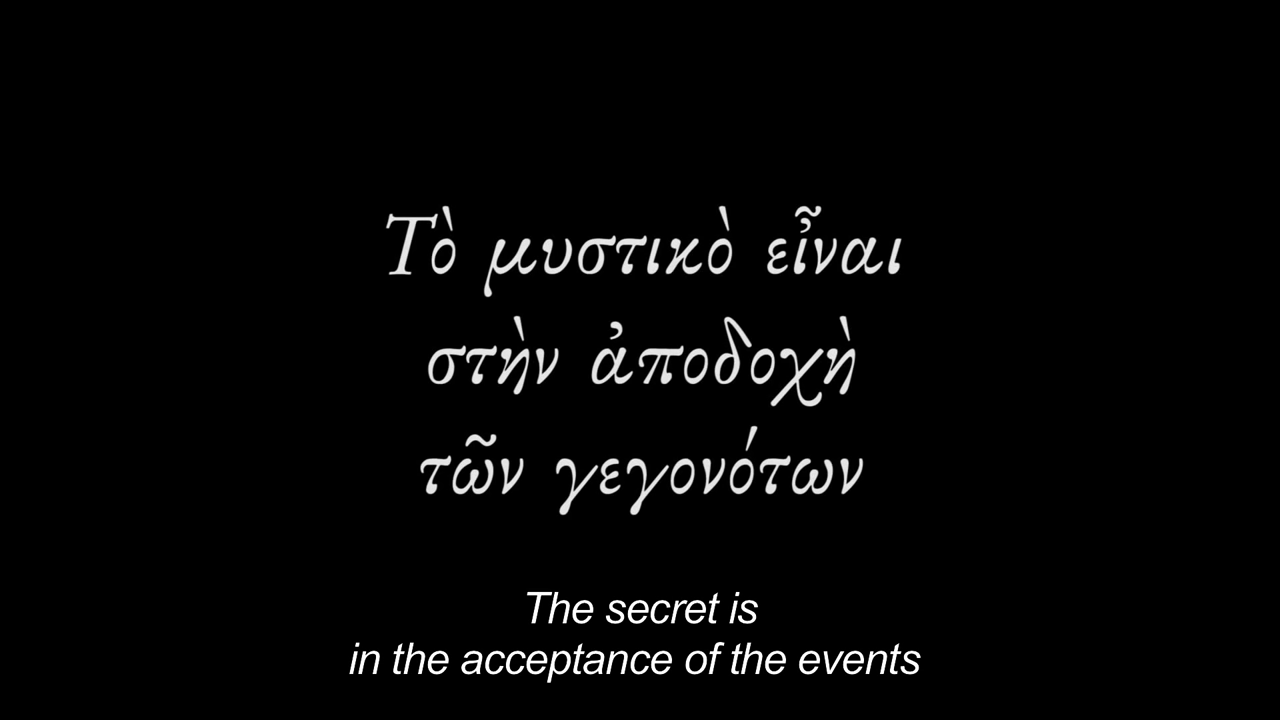 Τὸ μυστικὸ εἶναι
στὴν ἀποδοχὴ
τῶν γεγονότων
The secret is
in the acceptance of the events